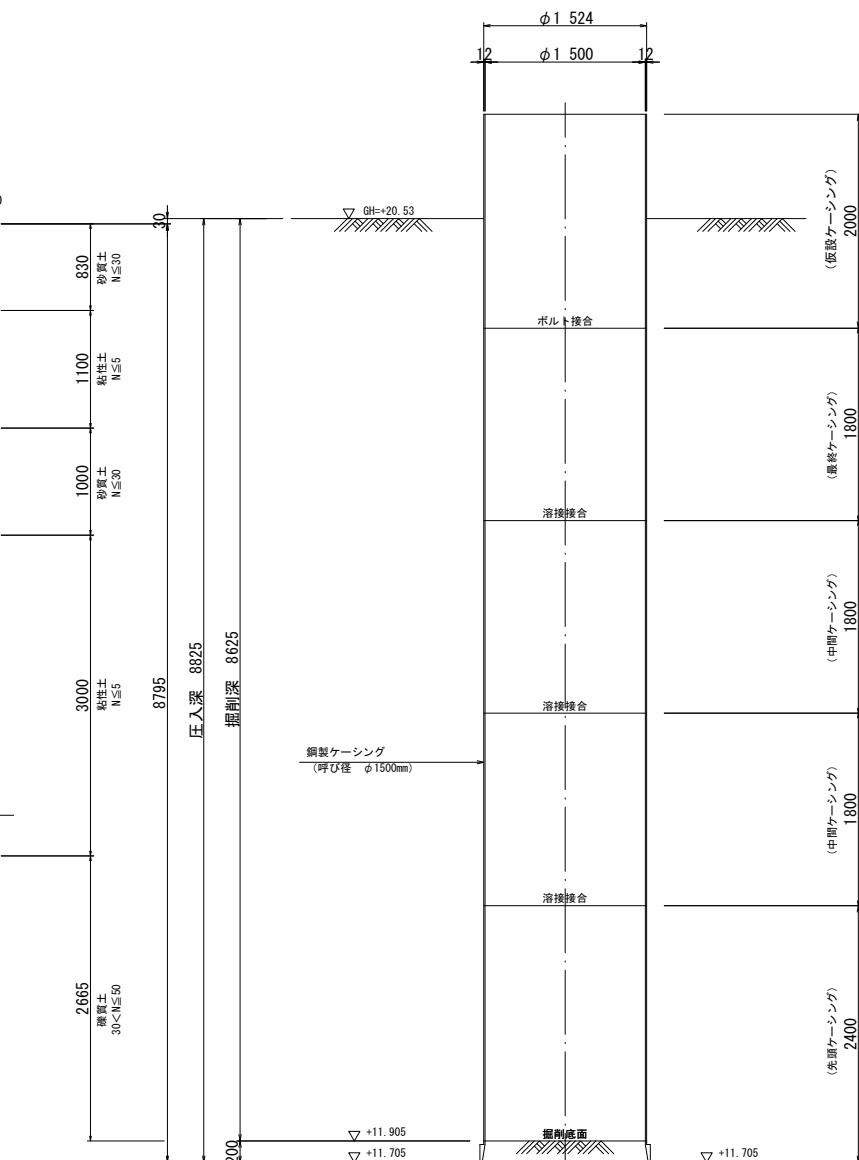 φ1 524
12
φ1 500
12
GH=+20.53
30
830
砂質土
N≦30
1100
粘性土
N≦5
1000
砂質土
N≦30
3000
粘性土
N≦5
2665
礫質土
30<N≦50
8795
圧入深 8825
掘削深 8625
200
ボルト接合
溶接接合
溶接接合
溶接接合
鋼製ケーシング
(呼び径 φ1500mm)
(仮設ケーシング)
2000
(最終ケーシング)
1800
(中間ケーシング)
1800
(中間ケーシング)
1800
(先頭ケーシング)
2400
+11.905
掘削底面
+11.705
+11.705